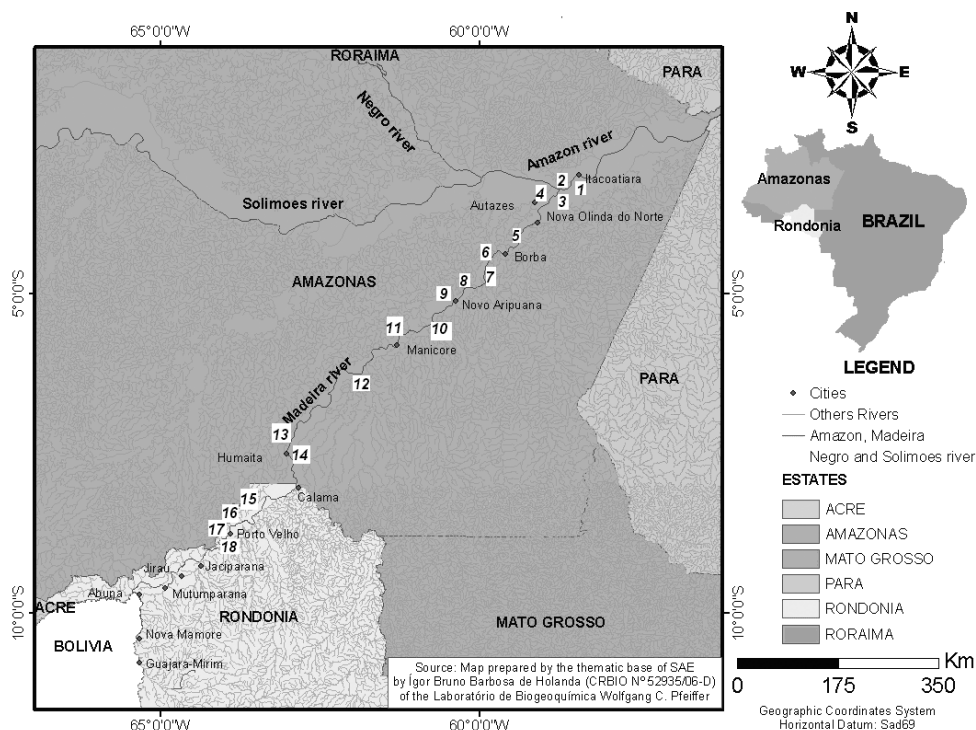 65°0'0"W
60°0'0"W
N
W
E
S
RORAIMA
PARA
Negro river
Amazon river
Solimoes river
2
Itacoatiara
4
1
3
Autazes
Nova Olinda do Norte
5
6
Borba
AMAZONAS
7
8
9
Novo Aripuana
10
11
Manicore
12
PARA
Madeira river
13
14
Humaita
15
Calama
16
17
Porto Velho
18
Jirau
Jaciparana
Abuna
Mutumparana
ACRE
RONDONIA
MATO GROSSO
BOLIVIA
Nova Mamore
Guajara-Mirim
5°0'0"S
10°0'0"S
5°0'0"S
10°0'0"S
Source: Map prepared by the thematic base of SAE
by Ígor Bruno Barbosa de Holanda (CRBIO Nº 52935/06-D)
of the Laboratório de Biogeoquímica Wolfgang C. Pfeiffer
65°0'0"W
60°0'0"W
Amazonas
Rondonia
BRAZIL
LEGEND
Cities
Others Rivers
Amazon, Madeira
Negro and Solimoes river
ESTATES
ACRE
AMAZONAS
MATO GROSSO
PARA
RONDONIA
RORAIMA
Km
0 175 350
Geographic Coordinates System
Horizontal Datum: Sad69